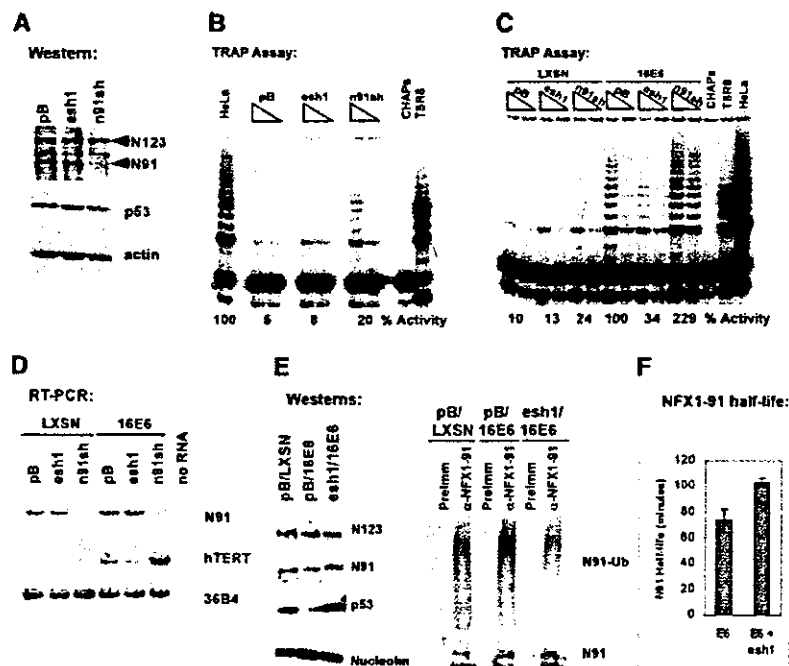 A
Western:
pB
esh1
n91sh
N123
N91
p53
actin
B
TRAP Assay:
HeLa
pB
esh1
n91sh
CHAPs
TSR8
100 6 8 20 % Activity
C
TRAP Assay:
LXSN 16E6
pB
esh1
n91sh
pB
esh1
n91sh
CHAPs
TSR8
HeLa
10 13 24 100 34 229 % Activity
D
RT-PCR:
LXSN 16E6
pB
esh1
n91sh
pB
esh1
n91sh
no RNA
N91
hTERT
36B4
E
Westerns:
pB/LXSN
pB/16E6
esh1/16E6
N123
N91
p53
Nucleolin
pB/ pB/ esh1/
LXSN 16E6 16E6
PreImm
α-NFX1-91
PreImm
α-NFX1-91
PreImm
α-NFX1-91
N91-Ub
N91
F
NFX1-91 half-life:
N91 Half-life (minutes)
120
100
80
60
40
20
0
E6
E6 +
esh1